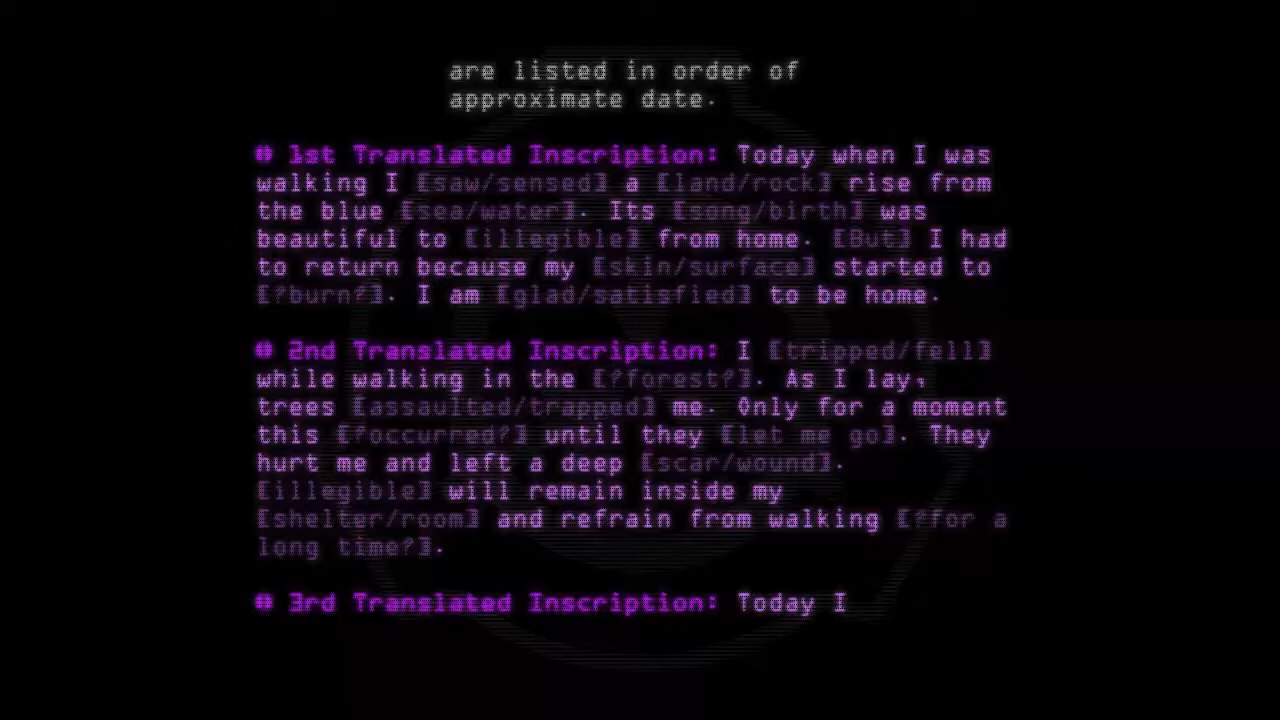 are listed in order of
approximate date.
# 1st Translated Inscription: Today when I was
walking I [saw/sensed] a [land/rock] rise from
the blue [sea/water]. Its [song/birth] was
beautiful to [illegible] from home. [But] I had
to return because my [skin/surface] started to
[?burn?]. I am [glad/satisfied] to be home.
# 2nd Translated Inscription: I [tripped/fell]
while walking in the [?forest?]. As I lay,
trees [assaulted/trapped] me. Only for a moment
this [?occurred?] until they [let me go]. They
hurt me and left a deep [scar/wound].
[illegible] will remain inside my
[shelter/room] and refrain from walking [?for a
long time?].
# 3rd Translated Inscription: Today I